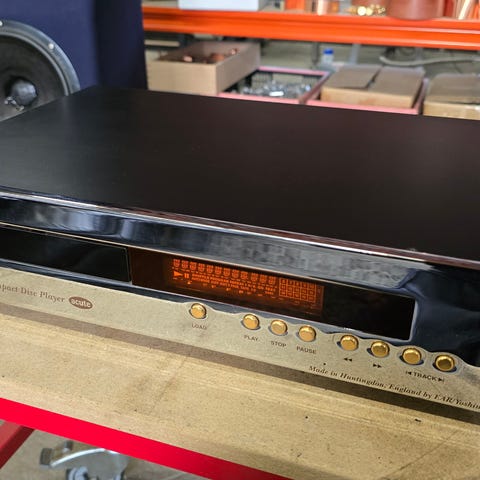 pact Disc Player acute
LOAD
PLAY STOP PAUSE
◀◀ ▶▶ |◀ TRACK ▶|
Made in Huntingdon, England by EAR/Yoshin